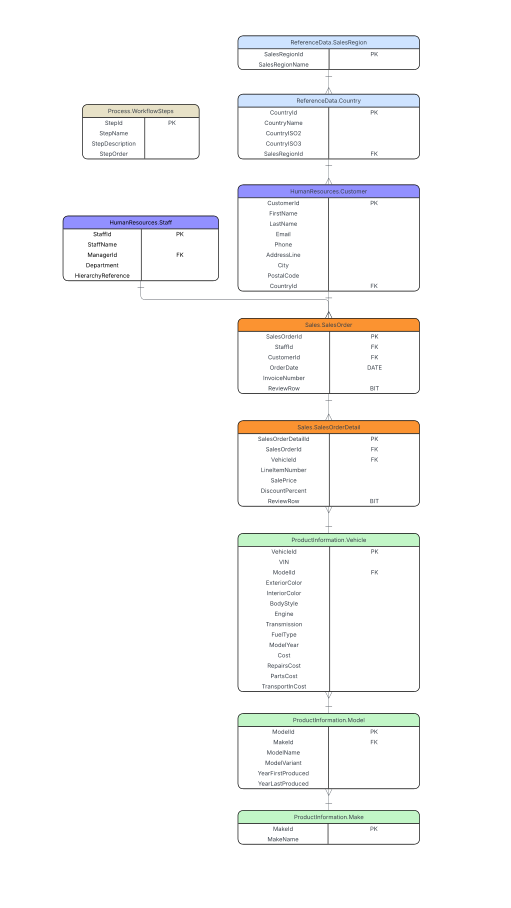 ReferenceData.SalesRegion
SalesRegionId PK
SalesRegionName
ReferenceData.Country
CountryId PK
CountryName
CountryISO2
CountryISO3
SalesRegionId FK
Process.WorkflowSteps
StepId PK
StepName
StepDescription
StepOrder
HumanResources.Customer
CustomerId PK
FirstName
LastName
Email
Phone
AddressLine
City
PostalCode
CountryId FK
HumanResources.Staff
StaffId PK
StaffName
ManagerId FK
Department
HierarchyReference
Sales.SalesOrder
SalesOrderId PK
StaffId FK
CustomerId FK
OrderDate DATE
InvoiceNumber
ReviewRow BIT
Sales.SalesOrderDetail
SalesOrderDetailId PK
SalesOrderId FK
VehicleId FK
LineItemNumber
SalePrice
DiscountPercent
ReviewRow BIT
ProductInformation.Vehicle
VehicleId PK
VIN
ModelId FK
ExteriorColor
InteriorColor
BodyStyle
Engine
Transmission
FuelType
ModelYear
Cost
RepairsCost
PartsCost
TransportInCost
ProductInformation.Model
ModelId PK
MakeId FK
ModelName
ModelVariant
YearFirstProduced
YearLastProduced
ProductInformation.Make
MakeId PK
MakeName